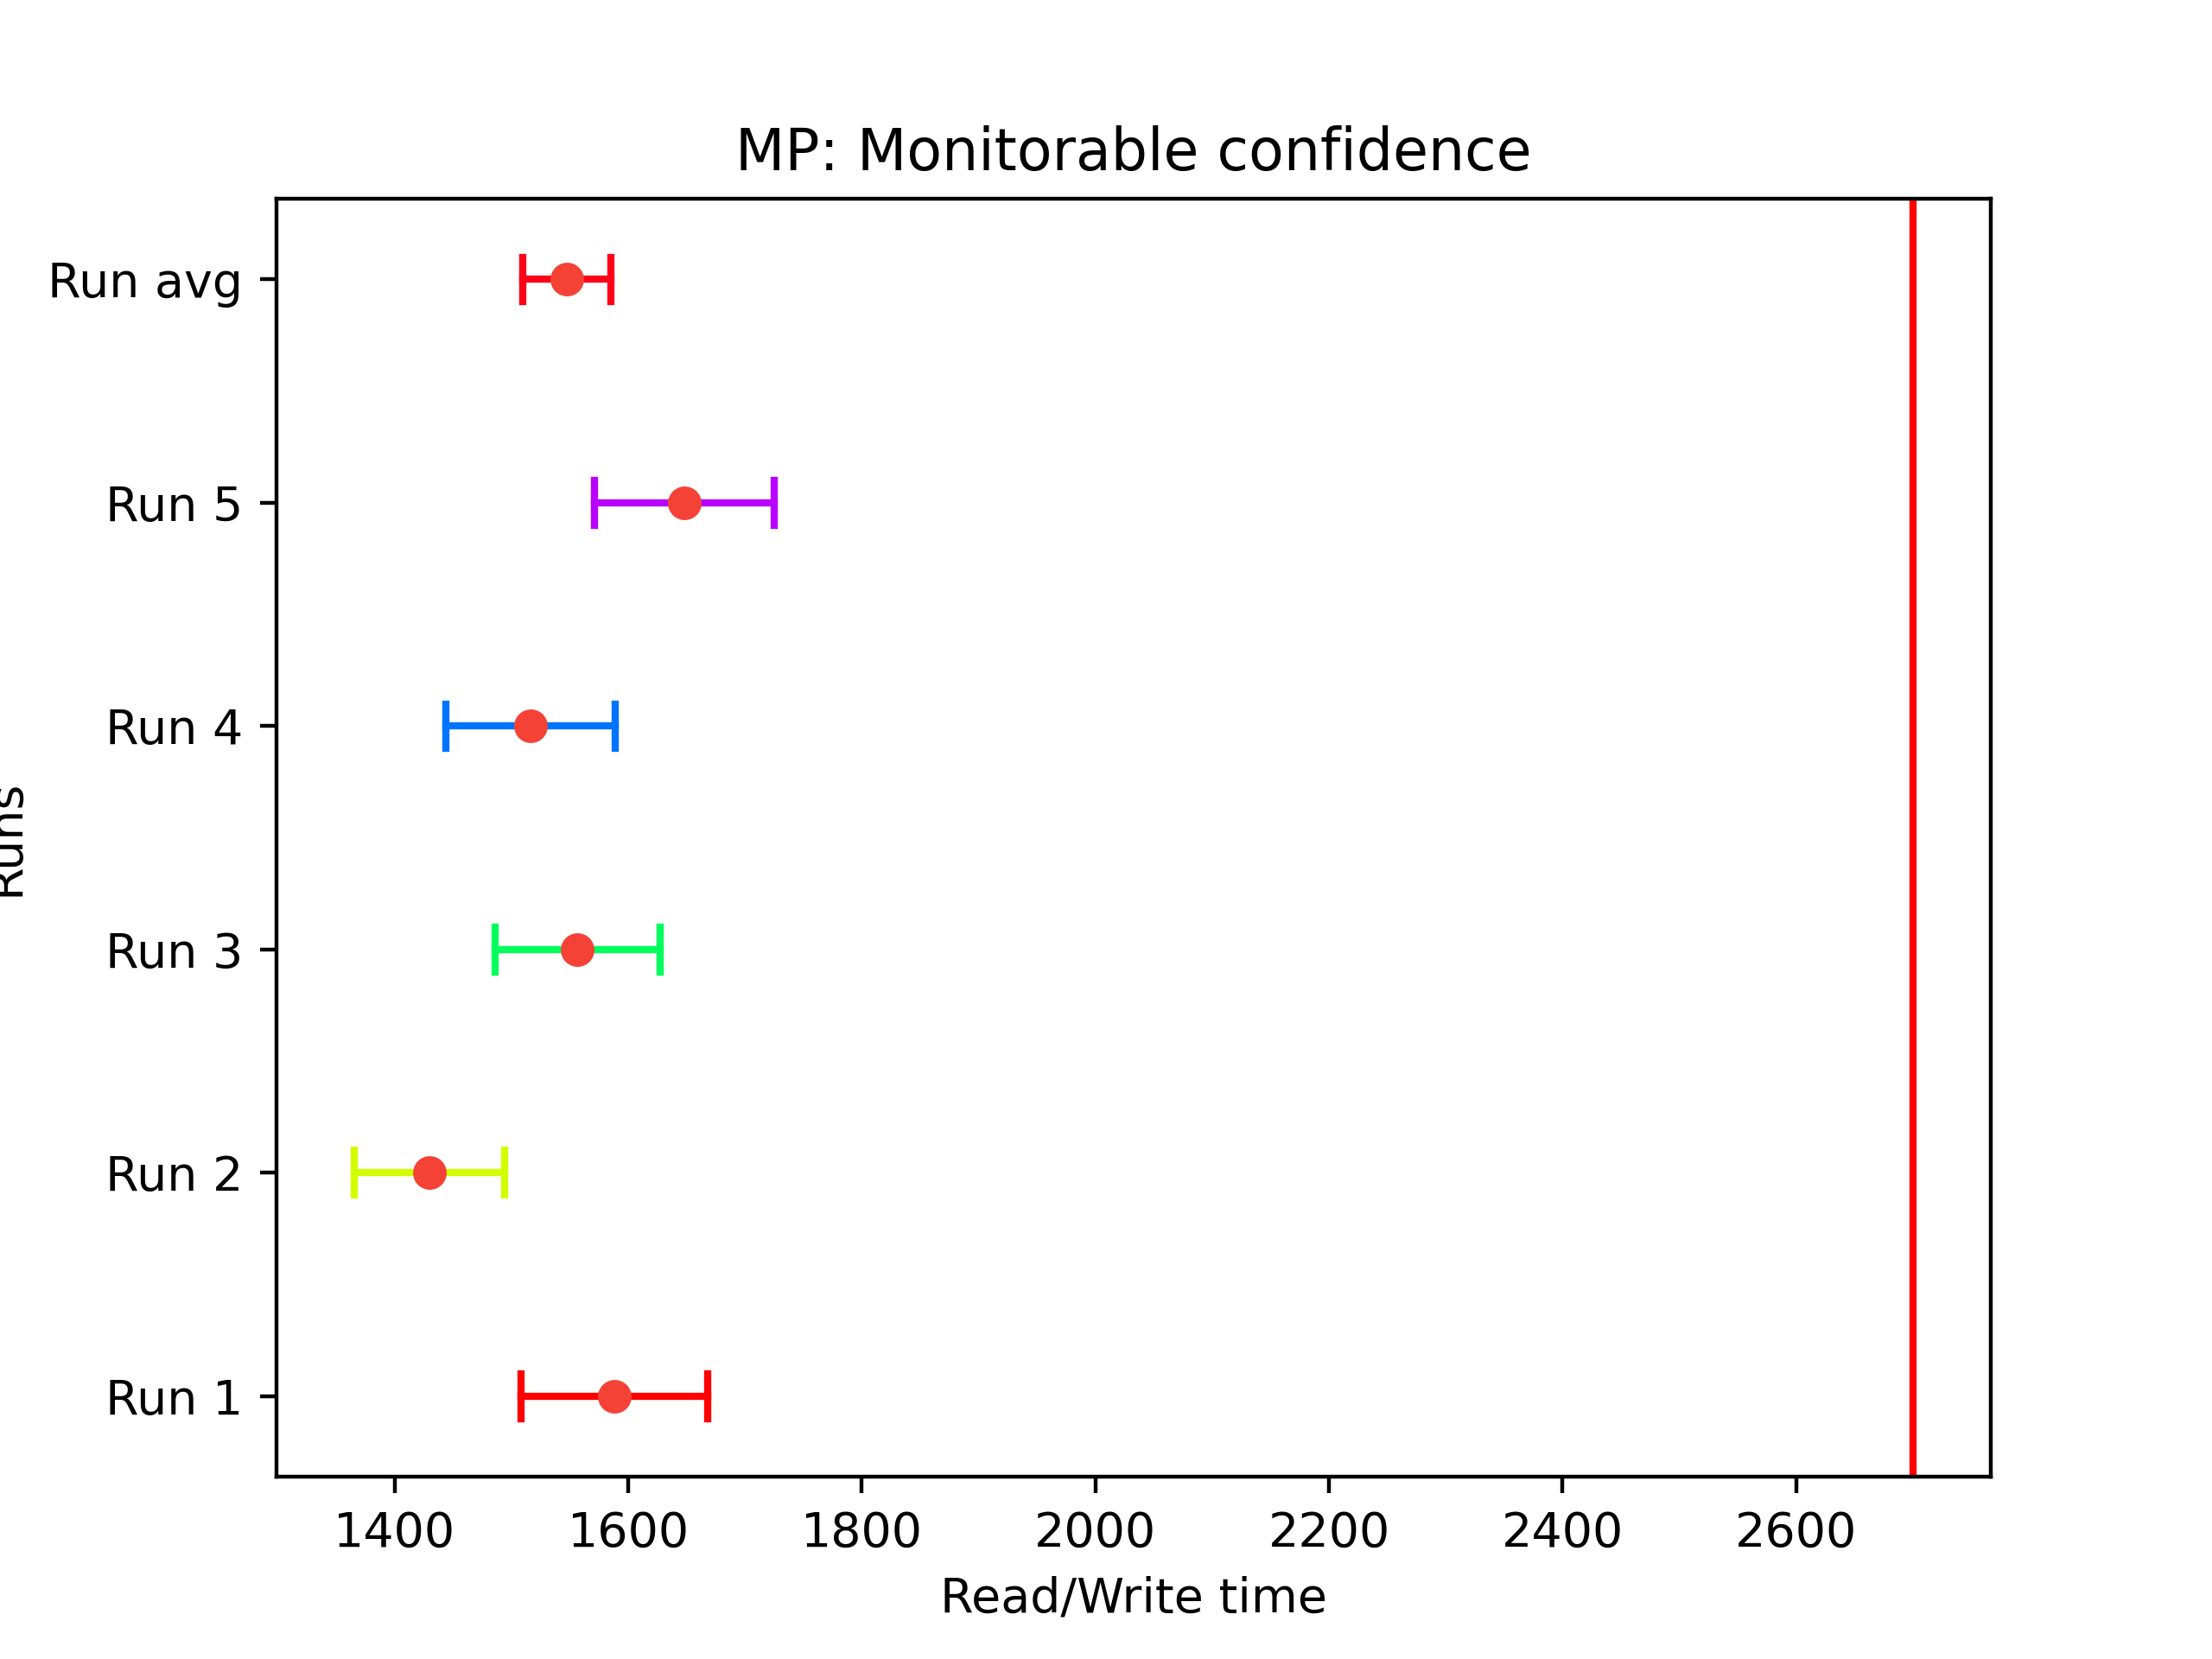 MP: Monitorable confidence
Run avg
Run 5
Run 4
Run 3
Run 2
Run 1
Runs
1400 1600 1800 2000 2200 2400 2600
Read/Write time